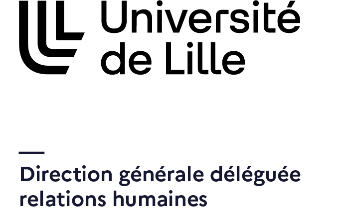 Université
de Lille
Direction générale déléguée
relations humaines